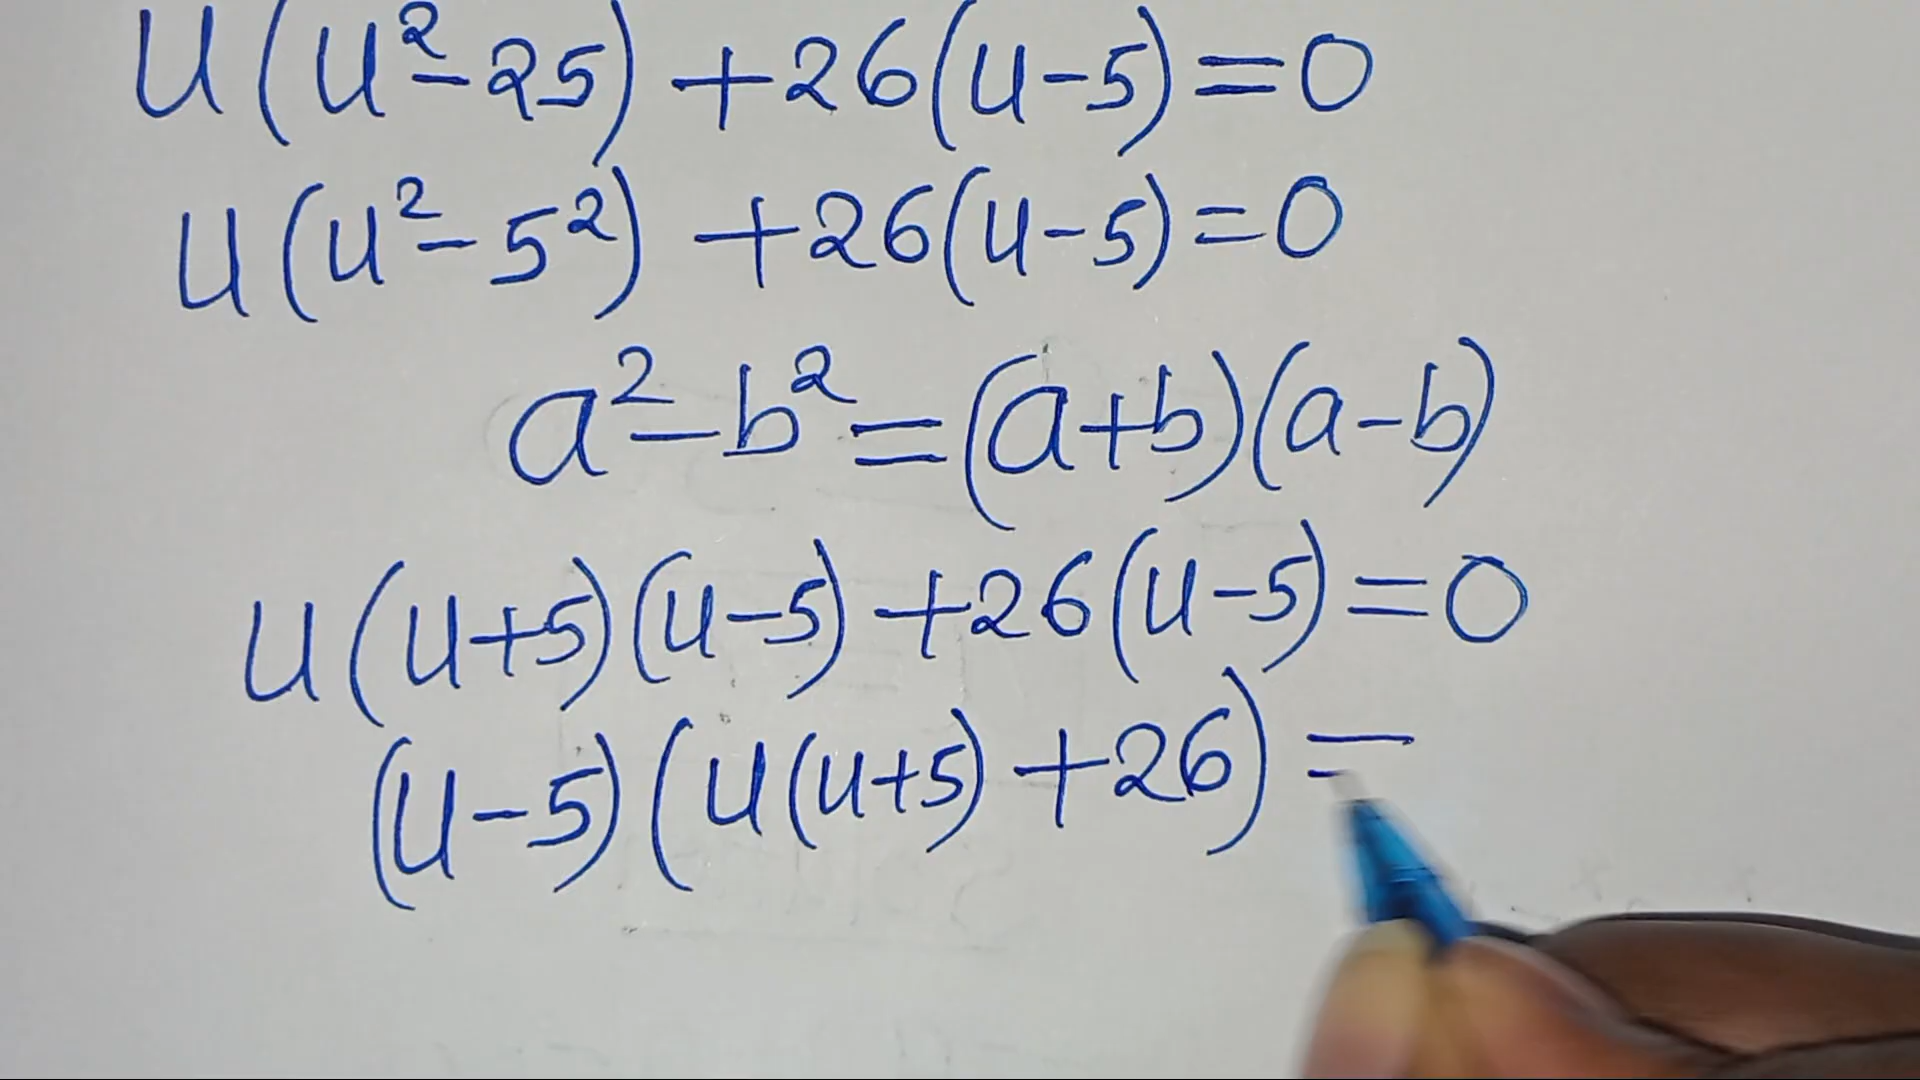 u(u²-25) +26(u-5)=0
u(u²-5²) +26(u-5)=0
a²-b²=(a+b)(a-b)
u(u+5)(u-5) +26(u-5)=0
(u-5)(u(u+5) +26) =